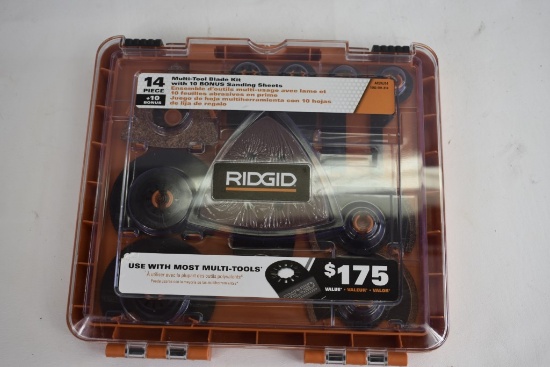 14
PIECE
+10
BONUS
Multi-Tool Blade Kit
with 10 BONUS Sanding Sheets
Ensemble d'outils multi-usage avec lame et
10 feuilles abrasives en prime
Juego de hoja multiherramienta con 10 hojas
de lija de regalo
RIDGID
USE WITH MOST MULTI-TOOLS*
$175
VALUE* • VALEUR* • VALOR*